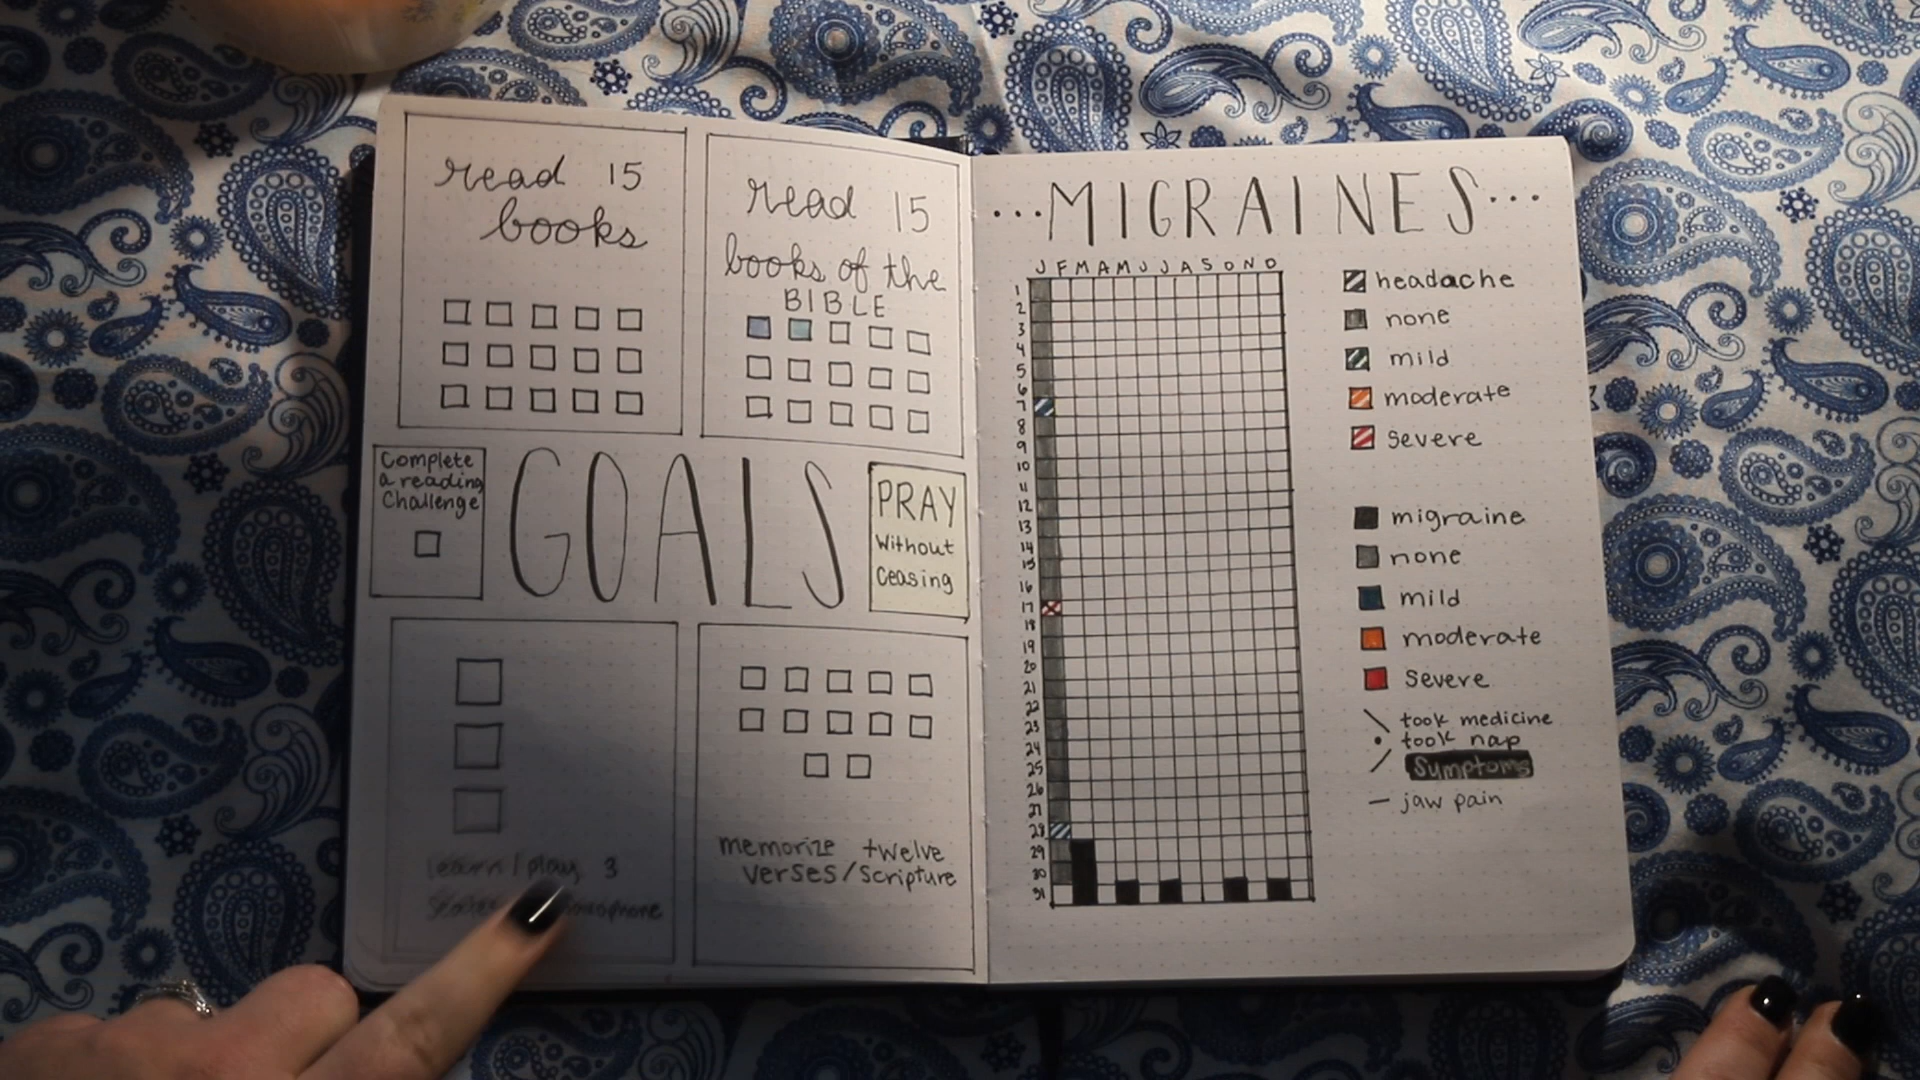 read 15
books
read 15
books of the
BIBLE
Complete
a reading
Challenge
GOALS
PRAY
Without
Ceasing
learn/play 3
memorize twelve
verses/scripture
...MIGRAINES...
J F M A M J J A S O N D
1
2
3
4
5
6
7
8
9
10
11
12
13
14
15
16
17
18
19
20
21
22
23
24
25
26
27
28
29
30
31
headache
none
mild
moderate
severe
migraine
none
mild
moderate
severe
took medicine
took nap
Symptoms
jaw pain